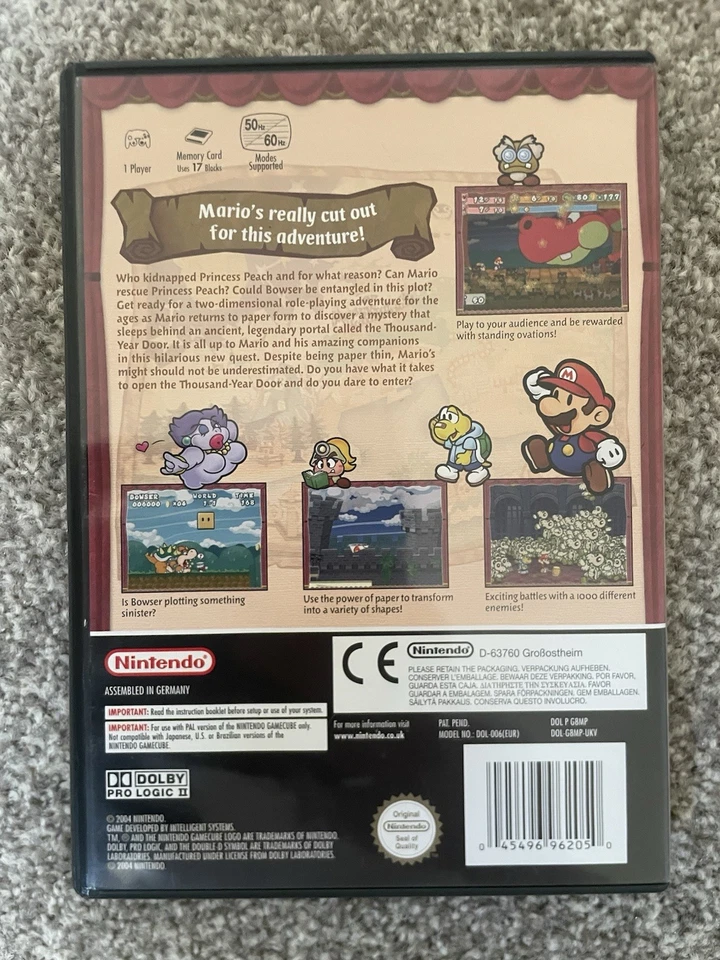 50Hz
60Hz
1 Player
Memory Card
Uses 17 Blocks
Modes
Supported
Mario's really cut out
for this adventure!
Who kidnapped Princess Peach and for what reason? Can Mario
rescue Princess Peach? Could Bowser be entangled in this plot?
Get ready for a two-dimensional role-playing adventure for the
ages as Mario returns to paper form to discover a mystery that
sleeps behind an ancient, legendary portal called the Thousand-
Year Door. It is all up to Mario and his amazing companions
in this hilarious new quest. Despite being paper thin, Mario's
might should not be underestimated. Do you have what it takes
to open the Thousand-Year Door and do you dare to enter?
Play to your audience and be rewarded
with standing ovations!
M
BOWSER WORLD TIME
Is Bowser plotting something
sinister?
Use the power of paper to transform
into a variety of shapes!
Exciting battles with a 1000 different
enemies!
Nintendo
ASSEMBLED IN GERMANY
IMPORTANT: Read the instruction booklet before setup or use of your system.
IMPORTANT: For use with PAL version of the NINTENDO GAMECUBE only.
Not compatible with Japanese, U.S. or Brazilian versions of the
NINTENDO GAMECUBE.
CE
Nintendo D-63760 Großostheim
PLEASE RETAIN THE PACKAGING. VERPACKUNG AUFHEBEN.
CONSERVER L'EMBALLAGE. BEWAAR DEZE VERPAKKING. POR FAVOR,
GUARDA ESTA CAJA. ΔΙΑΤΗΡΗΣΤΕ ΤΗΝ ΣΥΣΚΕΥΑΣΙΑ. FAVOR
GUARDAR A EMBALAGEM. SPARA FÖRPACKNINGEN. GEM EMBALLAGEN.
SÄILYTÄ PAKKAUS. CONSERVA QUESTO INVOLUCRO.
For more information visit
www.nintendo.co.uk
PAT. PEND.
MODEL NO.: DOL-006(EUR)
DOL P G8MP
DOL-G8MP-UKV
DOLBY
PRO LOGIC II
© 2004 NINTENDO.
GAME DEVELOPED BY INTELLIGENT SYSTEMS.
TM, ® AND THE NINTENDO GAMECUBE LOGO ARE TRADEMARKS OF NINTENDO.
DOLBY, PRO LOGIC, AND THE DOUBLE-D SYMBOL ARE TRADEMARKS OF DOLBY
LABORATORIES. MANUFACTURED UNDER LICENSE FROM DOLBY LABORATORIES.
© 2004 NINTENDO.
Original
Nintendo
Seal of
Quality
0 45496 96205 0